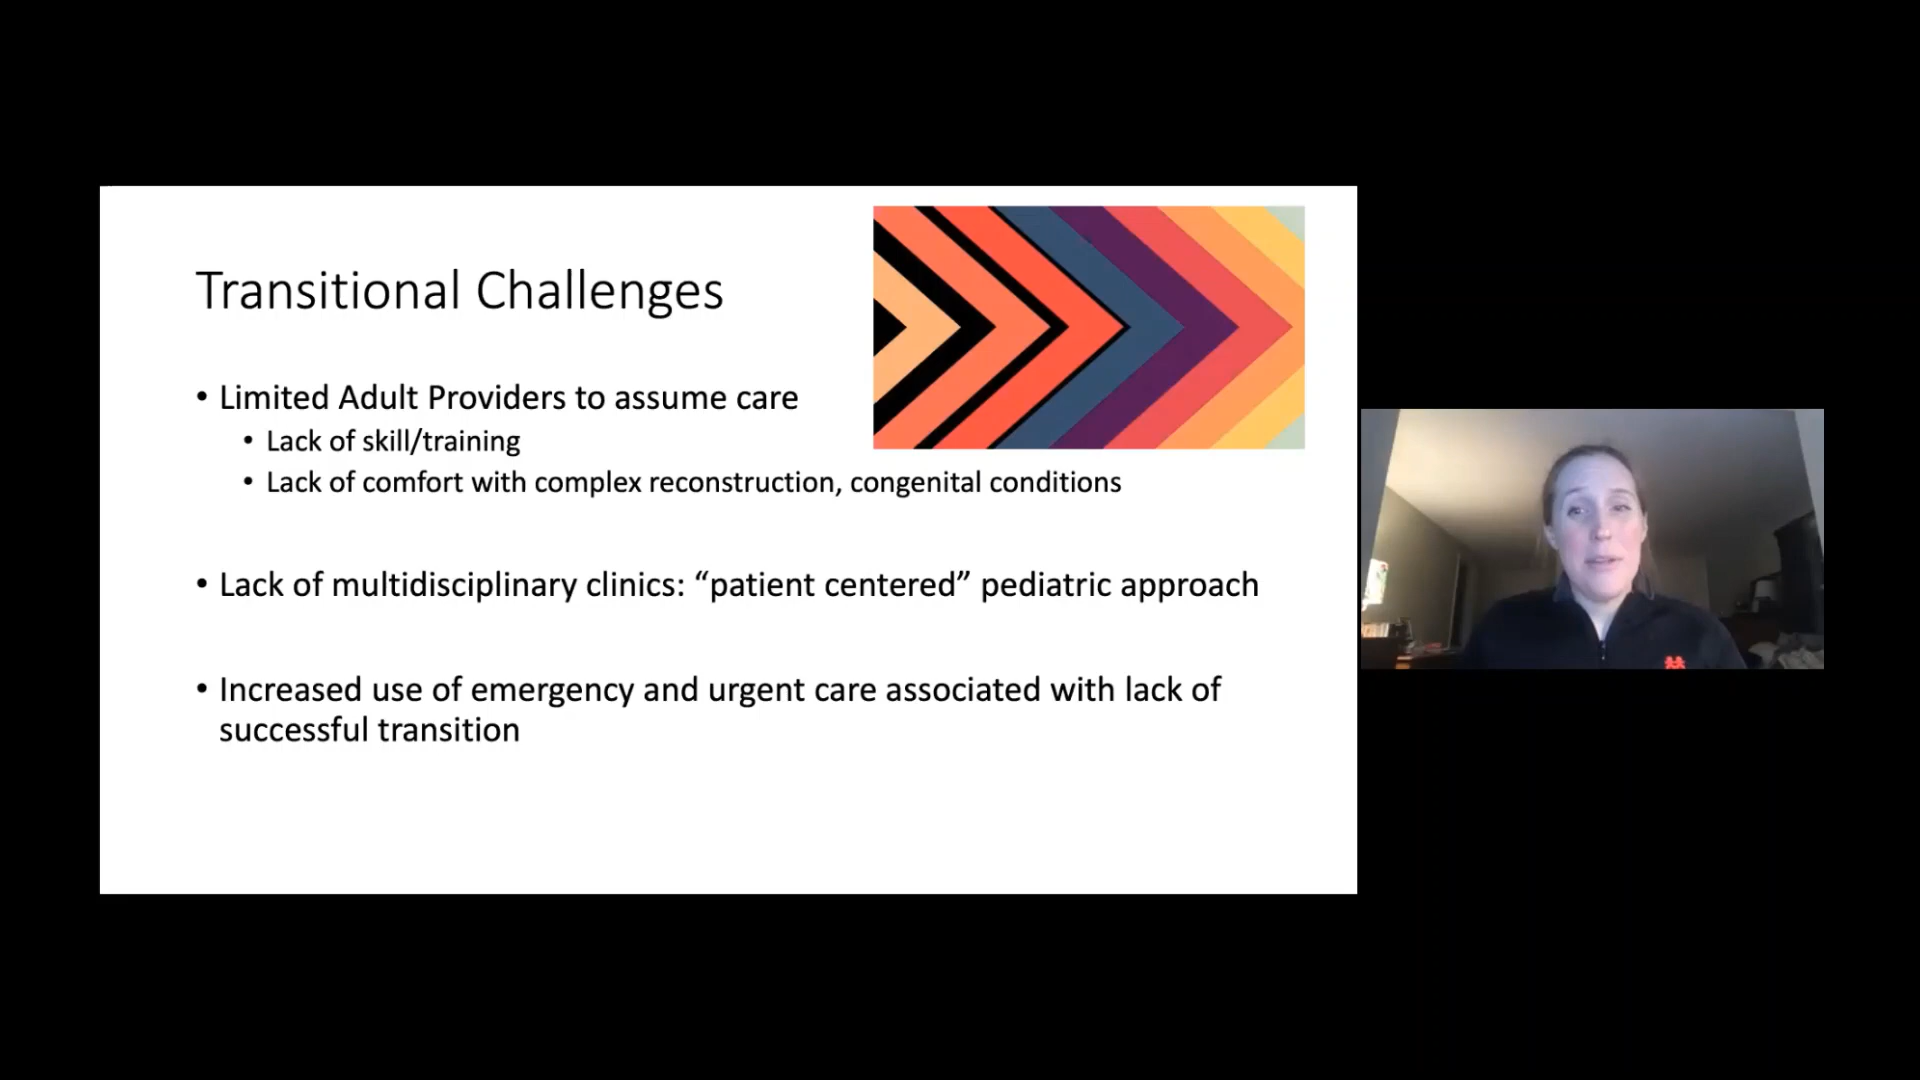 Transitional Challenges
• Limited Adult Providers to assume care
• Lack of skill/training
• Lack of comfort with complex reconstruction, congenital conditions
• Lack of multidisciplinary clinics: “patient centered” pediatric approach
• Increased use of emergency and urgent care associated with lack of
successful transition